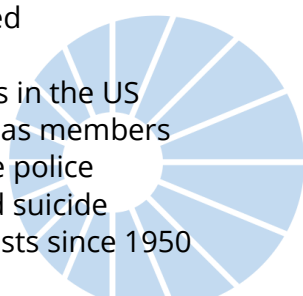 ed
s in the US
as members
e police
d suicide
sts since 1950